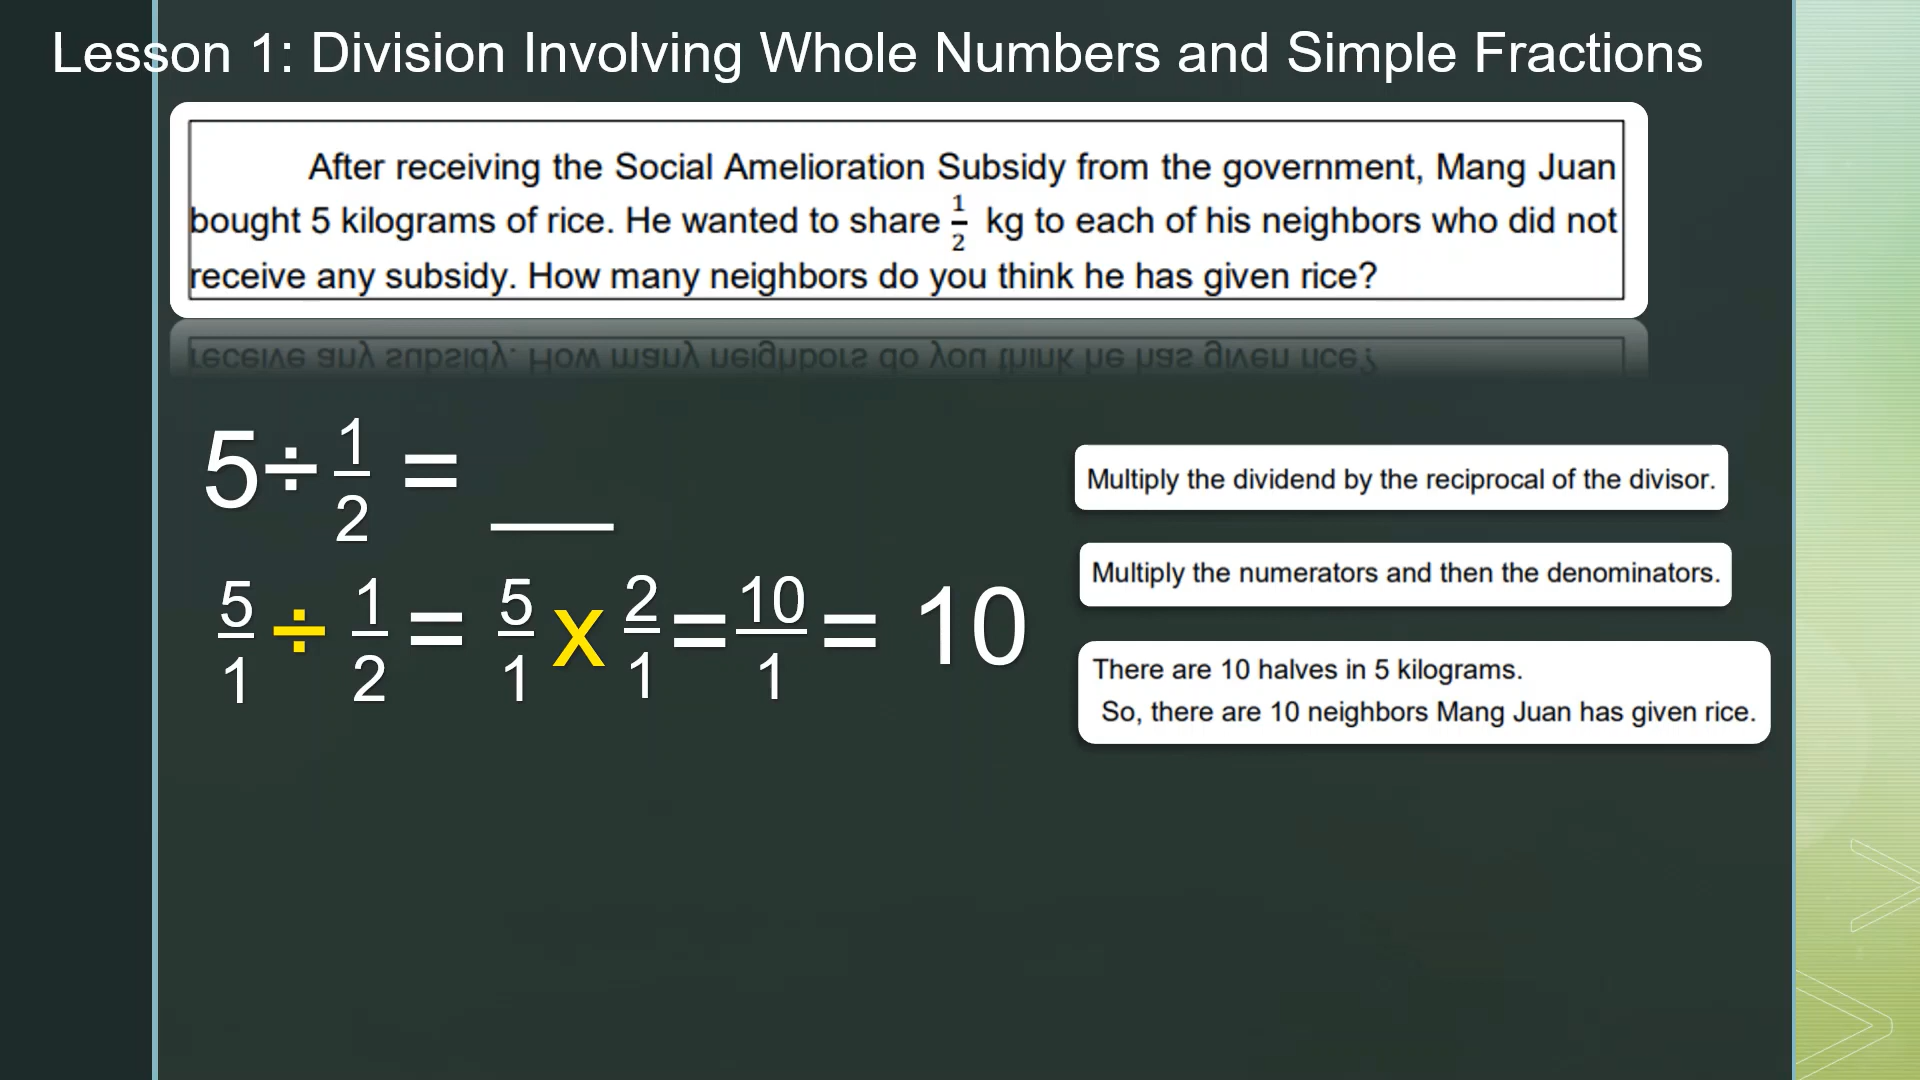 Lesson 1: Division Involving Whole Numbers and Simple Fractions
After receiving the Social Amelioration Subsidy from the government, Mang Juan
bought 5 kilograms of rice. He wanted to share 1/2 kg to each of his neighbors who did not
receive any subsidy. How many neighbors do you think he has given rice?
5 ÷ 1/2 = ___
5/1 ÷ 1/2 = 5/1 x 2/1 = 10/1 = 10
Multiply the dividend by the reciprocal of the divisor.
Multiply the numerators and then the denominators.
There are 10 halves in 5 kilograms.
So, there are 10 neighbors Mang Juan has given rice.